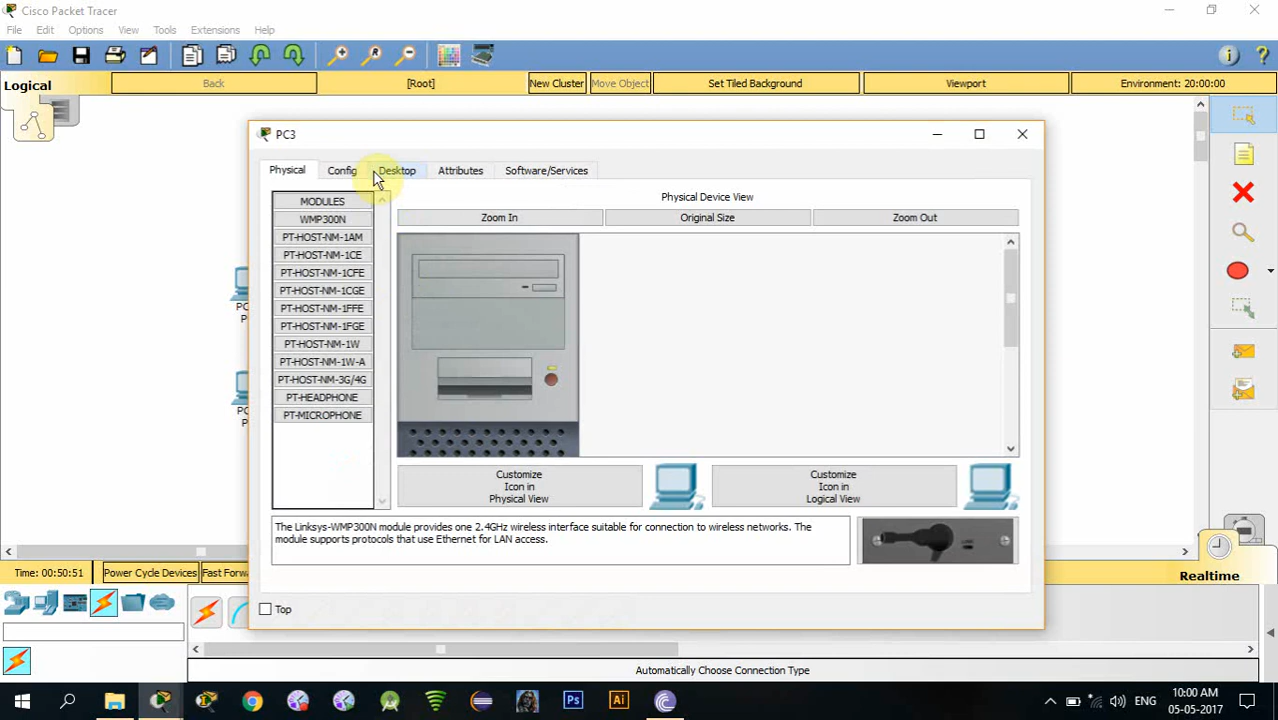 Cisco Packet Tracer
File Edit Options View Tools Extensions Help
Logical
Back
[Root]
New Cluster
Move Object
Set Tiled Background
Viewport
Environment: 20:00:00
PC3
Physical Config Desktop Attributes Software/Services
MODULES
WMP300N
PT-HOST-NM-1AM
PT-HOST-NM-1CE
PT-HOST-NM-1CFE
PT-HOST-NM-1CGE
PT-HOST-NM-1FFE
PT-HOST-NM-1FGE
PT-HOST-NM-1W
PT-HOST-NM-1W-A
PT-HOST-NM-3G/4G
PT-HEADPHONE
PT-MICROPHONE
Physical Device View
Zoom In
Original Size
Zoom Out
Customize
Icon in
Physical View
Customize
Icon in
Logical View
The Linksys-WMP300N module provides one 2.4GHz wireless interface suitable for connection to wireless networks. The
module supports protocols that use Ethernet for LAN access.
Top
Time: 00:50:51
Power Cycle Devices
Realtime
Automatically Choose Connection Type
Ps
Ai
ENG
10:00 AM
05-05-2017